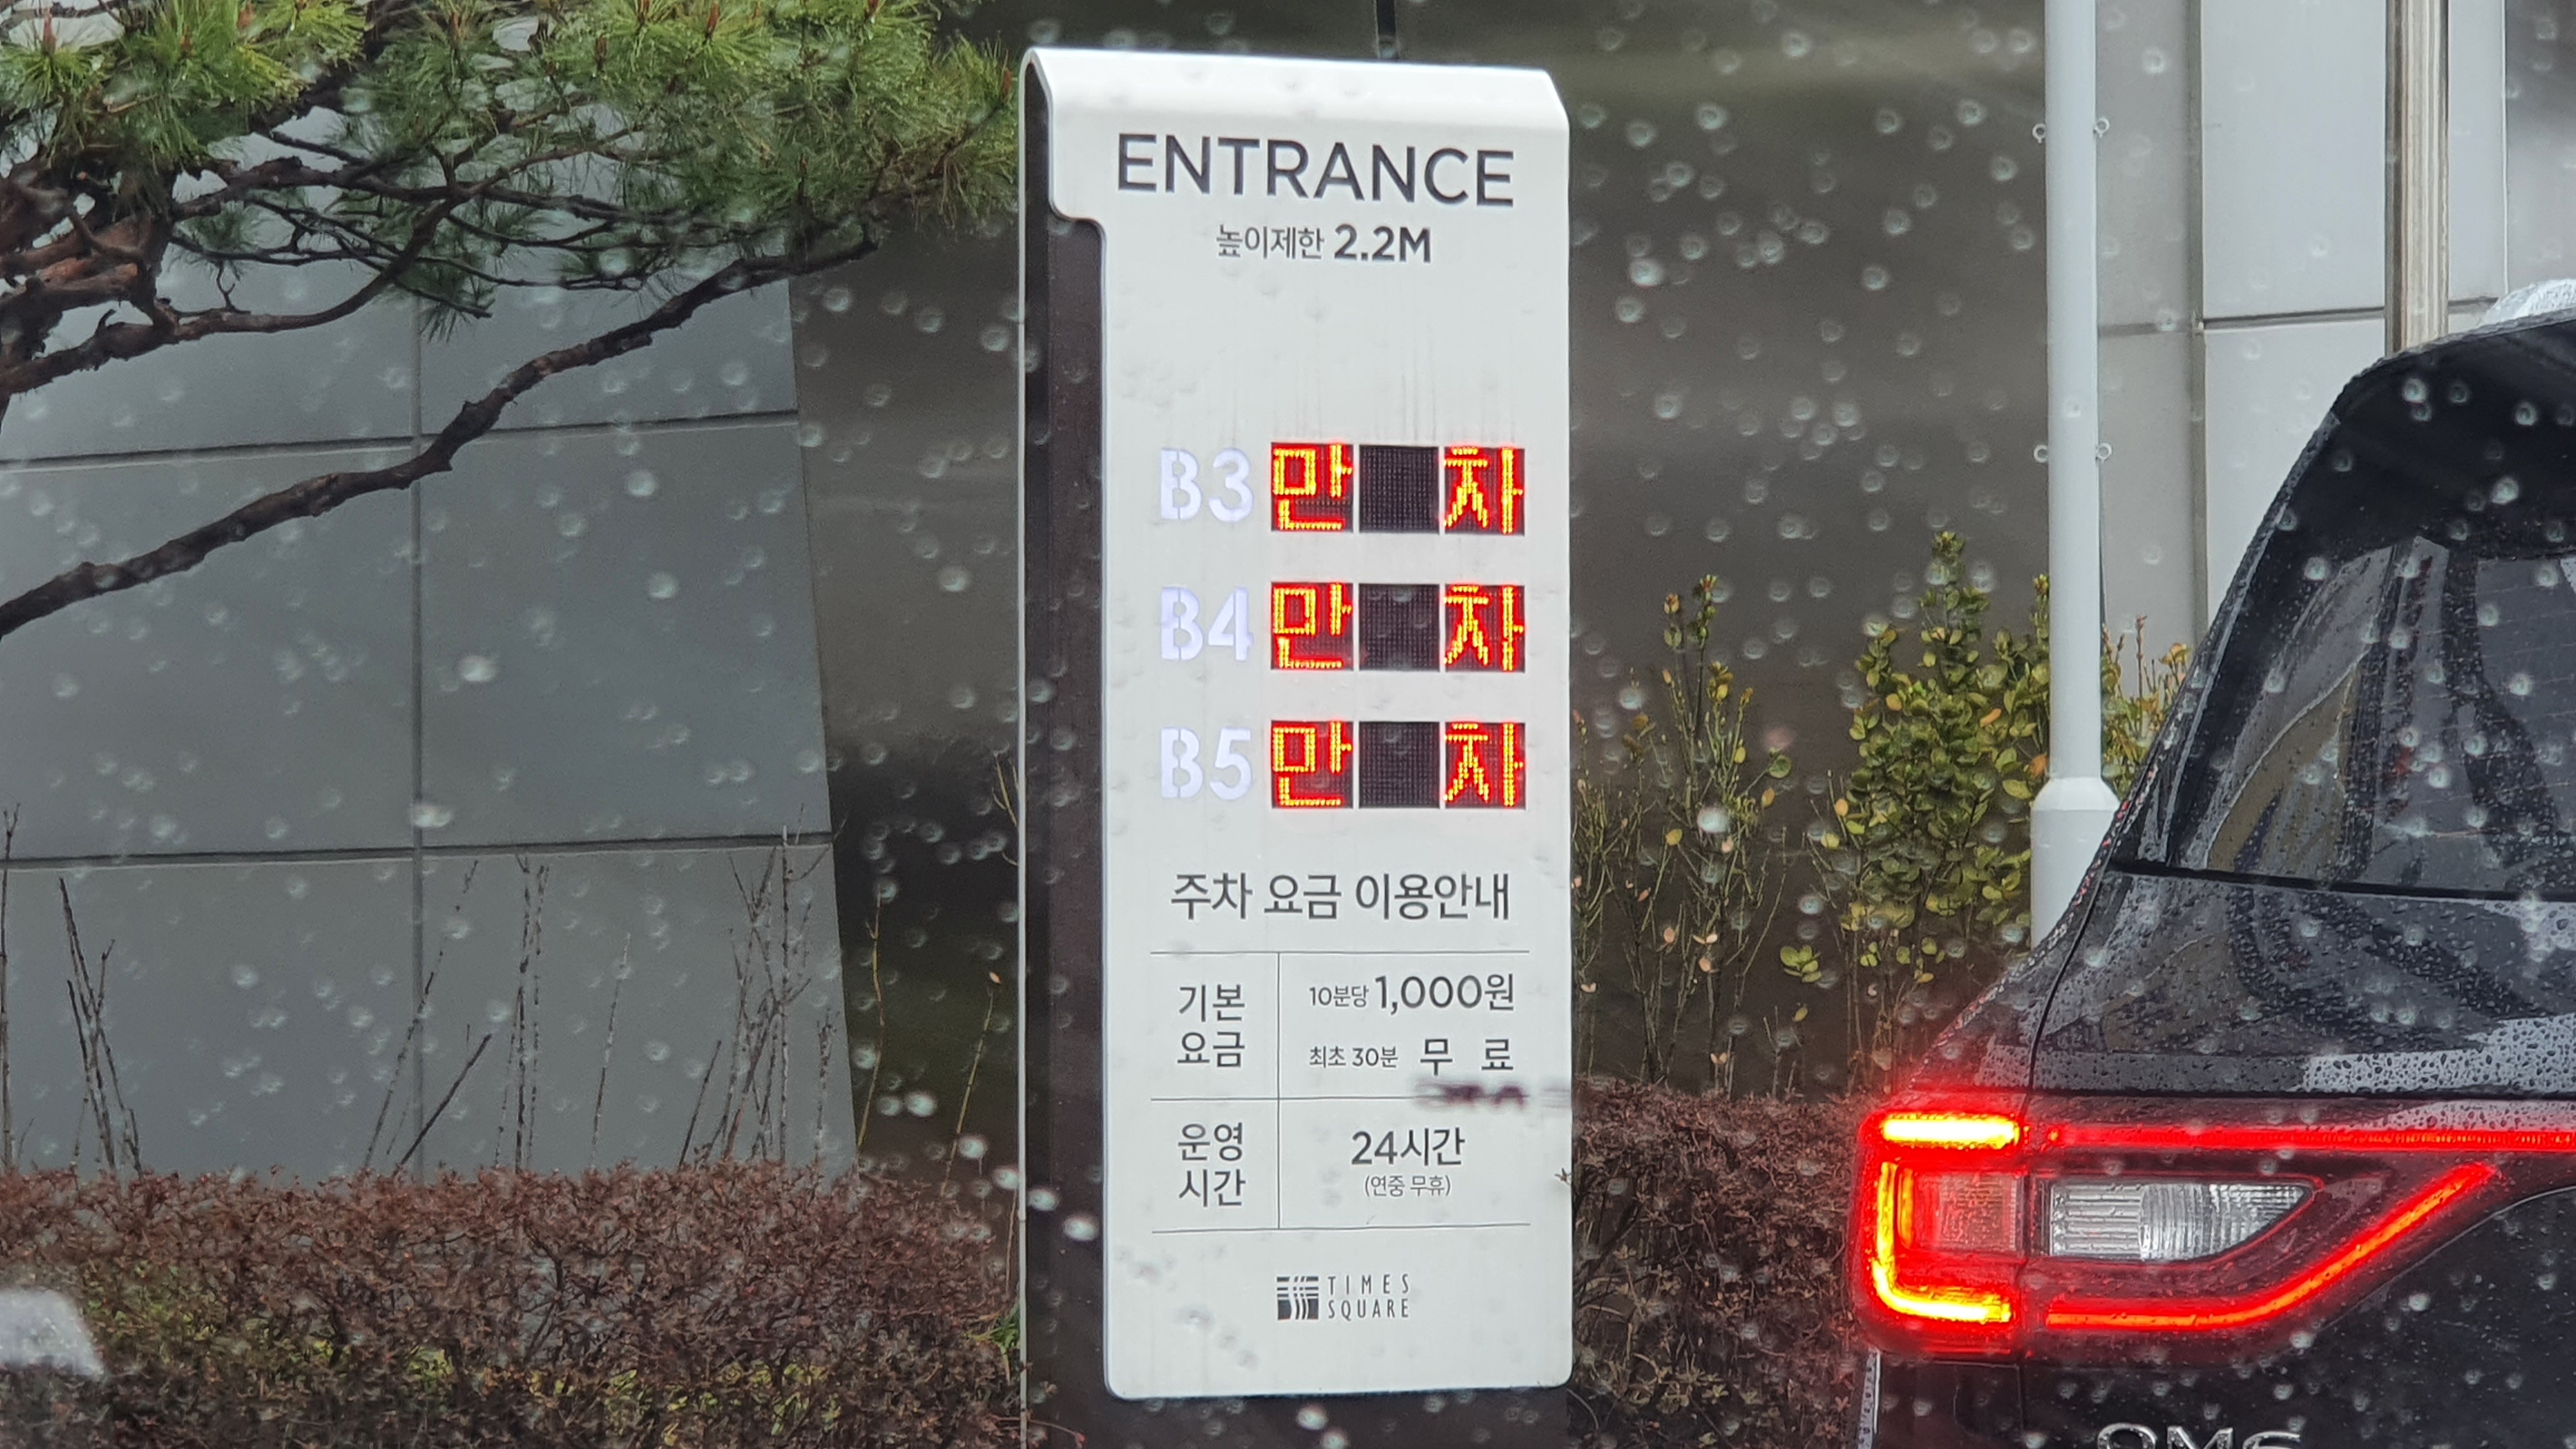 ENTRANCE
높이제한 2.2M
B3 만 차
B4 만 차
B5 만 차
주차 요금 이용안내
기본
요금
10분당 1,000원
최초 30분 무 료
운영
시간
24시간
(연중 무휴)
TIMES
SQUARE
QM6